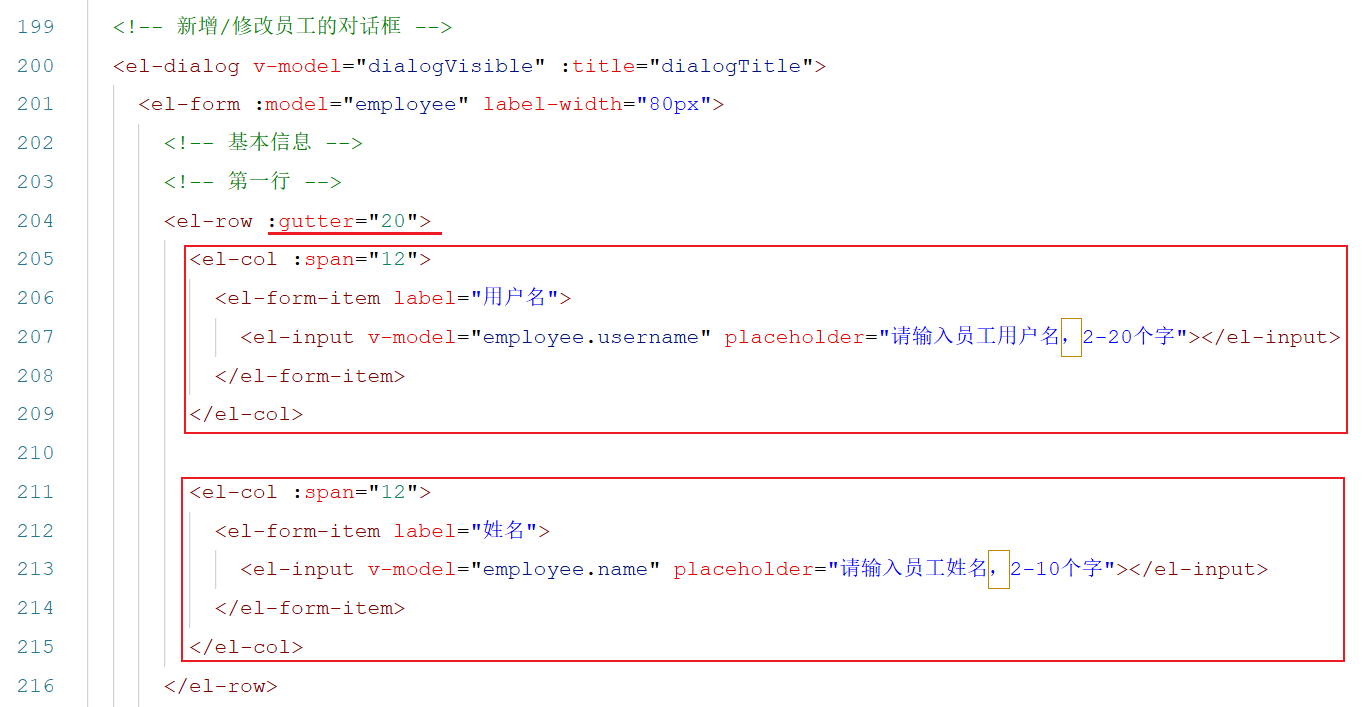 199 <!-- 新增/修改员工的对话框 -->
200 <el-dialog v-model="dialogVisible" :title="dialogTitle">
201 <el-form :model="employee" label-width="80px">
202 <!-- 基本信息 -->
203 <!-- 第一行 -->
204 <el-row :gutter="20">
205 <el-col :span="12">
206 <el-form-item label="用户名">
207 <el-input v-model="employee.username" placeholder="请输入员工用户名，2-20个字"></el-input>
208 </el-form-item>
209 </el-col>
210
211 <el-col :span="12">
212 <el-form-item label="姓名">
213 <el-input v-model="employee.name" placeholder="请输入员工姓名，2-10个字"></el-input>
214 </el-form-item>
215 </el-col>
216 </el-row>